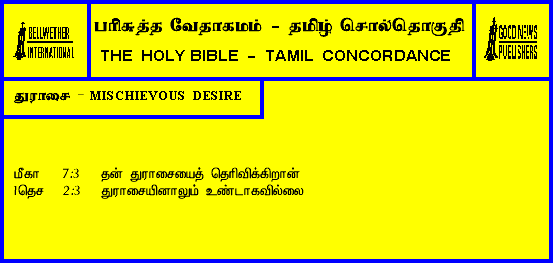 BELLWETHER
INTERNATIONAL
பரிசுத்த வேதாகமம் - தமிழ் சொல்தொகுதி
THE HOLY BIBLE - TAMIL CONCORDANCE
GOOD NEWS
PUBLISHERS
துராசை - MISCHIEVOUS DESIRE
மீகா 7:3 தன் துராசையைத் தெரிவிக்கிறான்
1தெச 2:3 துராசையினாலும் உண்டாகவில்லை